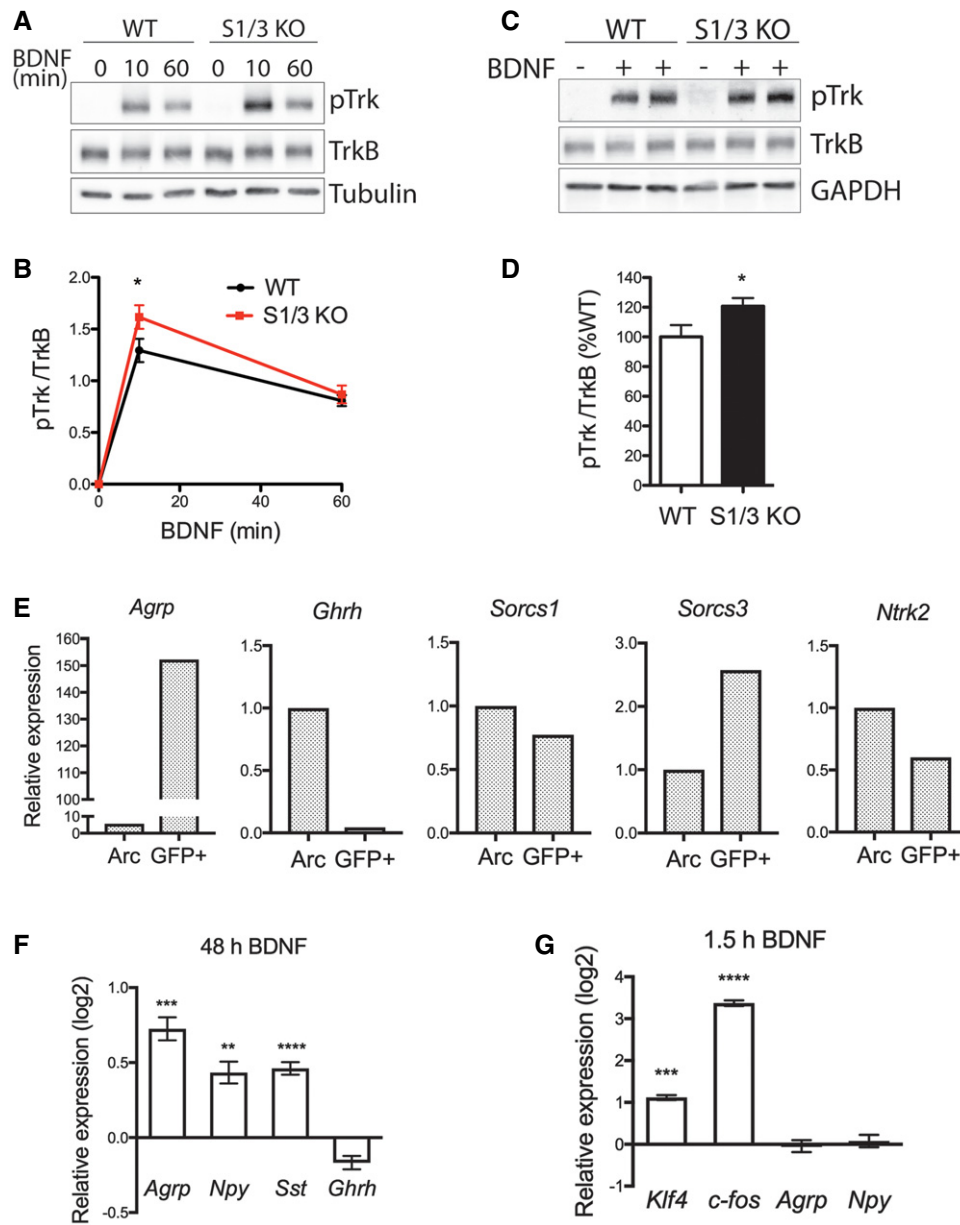 A
WT S1/3 KO
BDNF (min) 0 10 60 0 10 60
pTrk
TrkB
Tubulin
C
WT S1/3 KO
BDNF - + + - + +
pTrk
TrkB
GAPDH
B
2.0
1.5
1.0
0.5
0.0
pTrk /TrkB
*
WT
S1/3 KO
0 20 40 60
BDNF (min)
D
140
120
100
80
60
40
20
0
pTrk /TrkB (%WT)
*
WT S1/3 KO
E
Relative expression
Agrp
160
150
140
130
120
110
100
10
0
Arc GFP+
Ghrh
1.5
1.0
0.5
0.0
Arc GFP+
Sorcs1
1.5
1.0
0.5
0.0
Arc GFP+
Sorcs3
3.0
2.0
1.0
0.0
Arc GFP+
Ntrk2
1.5
1.0
0.5
0.0
Arc GFP+
F
48 h BDNF
Relative expression (log2)
1.0
0.5
0.0
-0.5
*** ** ****
Agrp Npy Sst Ghrh
G
1.5 h BDNF
Relative expression (log2)
4
3
2
1
0
-1
*** ****
Klf4 c-fos Agrp Npy